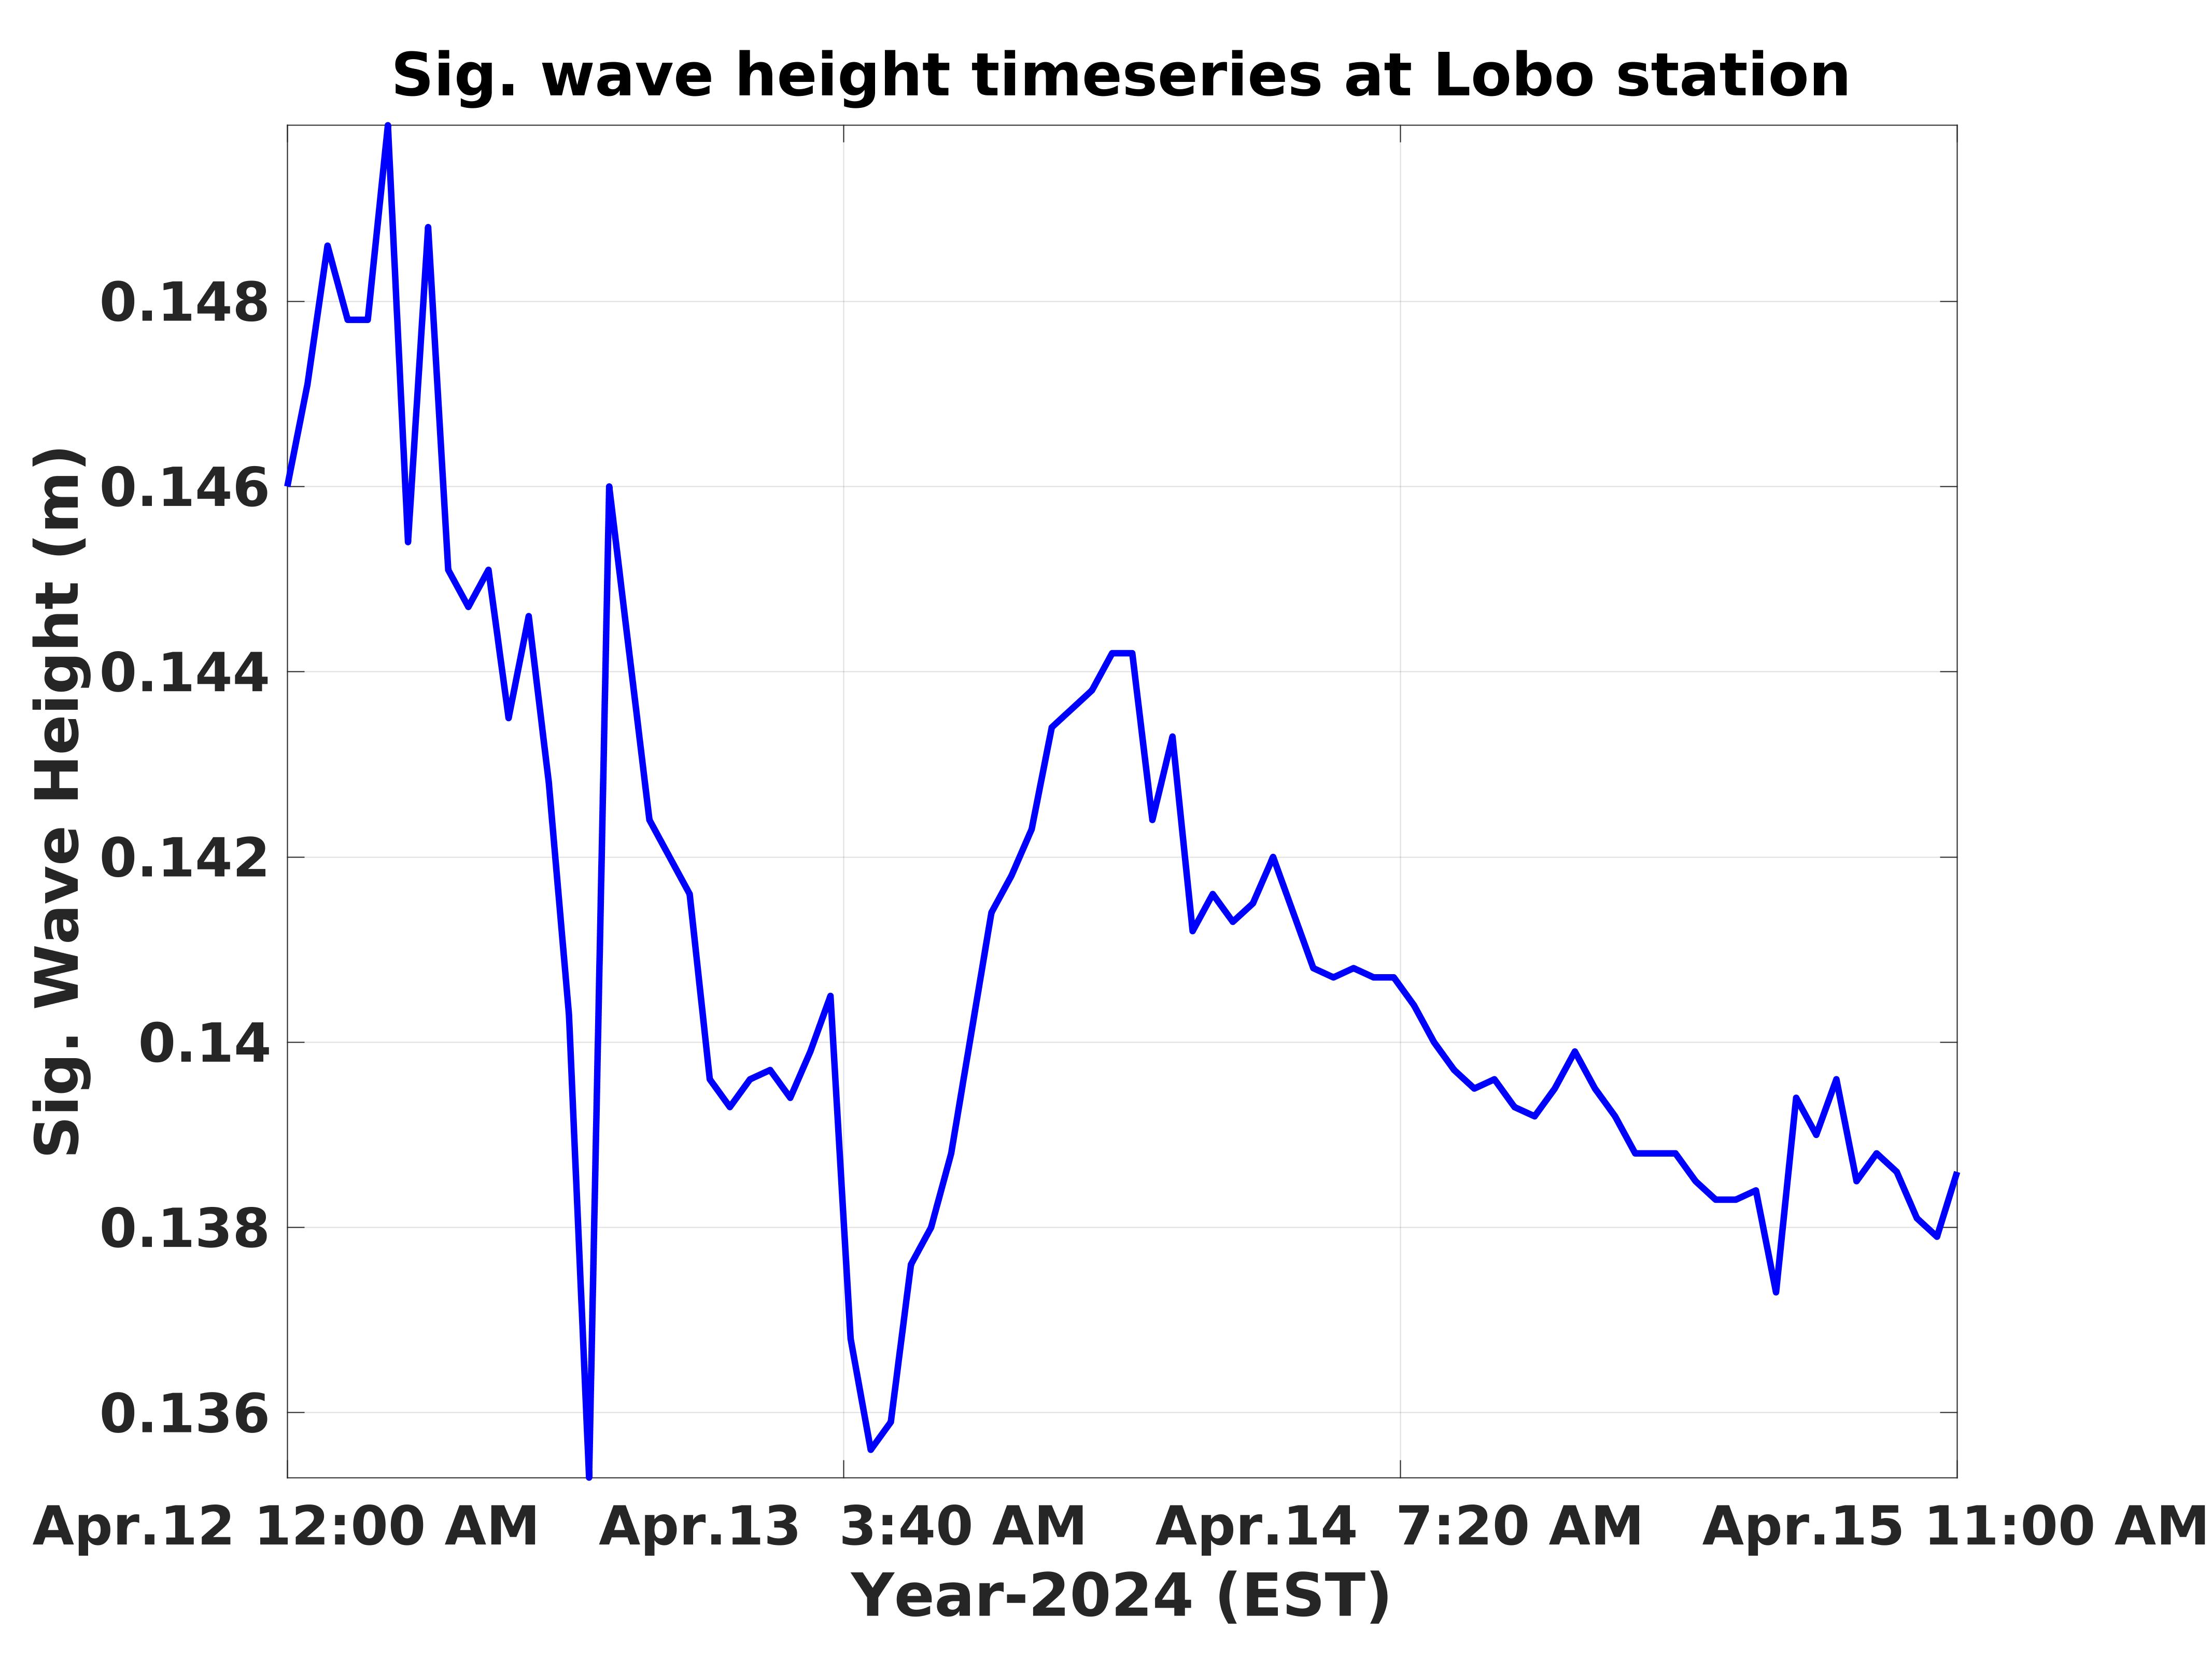 Sig. wave height timeseries at Lobo station
Sig. Wave Height (m)
0.148
0.146
0.144
0.142
0.14
0.138
0.136
Apr.12 12:00 AM Apr.13 3:40 AM Apr.14 7:20 AM Apr.15 11:00 AM
Year-2024 (EST)